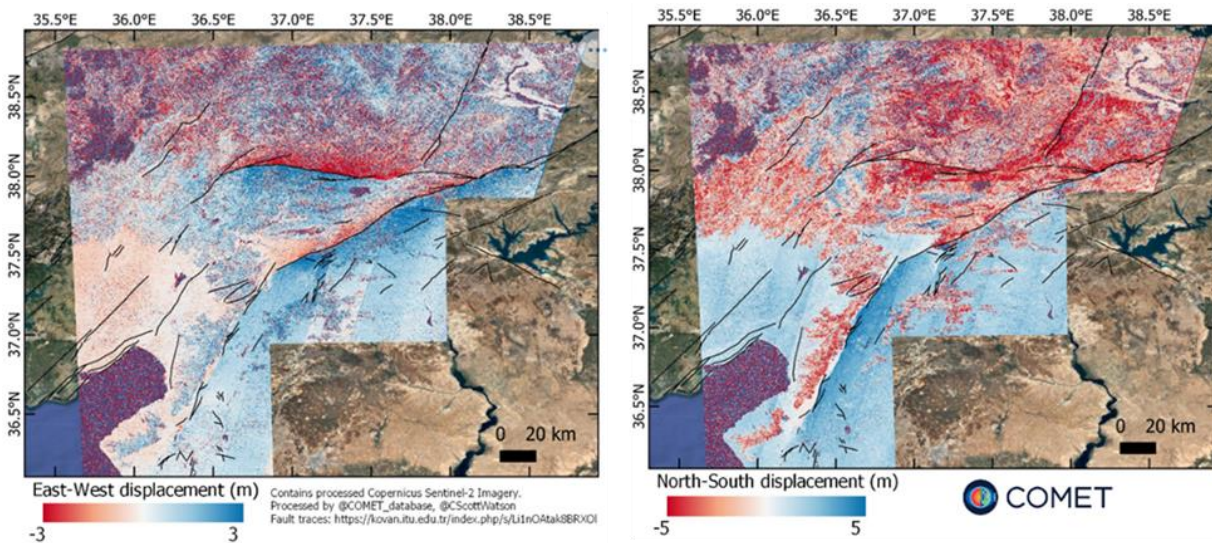 35.5°E 36.0°E 36.5°E 37.0°E 37.5°E 38.0°E 38.5°E
38.5°N
38.0°N
37.5°N
37.0°N
36.5°N
0 20 km
East-West displacement (m)
-3 3
Contains processed Copernicus Sentinel-2 Imagery.
Processed by @COMET_database, @CScottWatson
Fault traces: https://kovan.itu.edu.tr/index.php/s/
35.5°E 36.0°E 36.5°E 37.0°E 37.5°E 38.0°E 38.5°E
38.5°N
38.0°N
37.5°N
37.0°N
36.5°N
0 20 km
North-South displacement (m)
-5 5
COMET